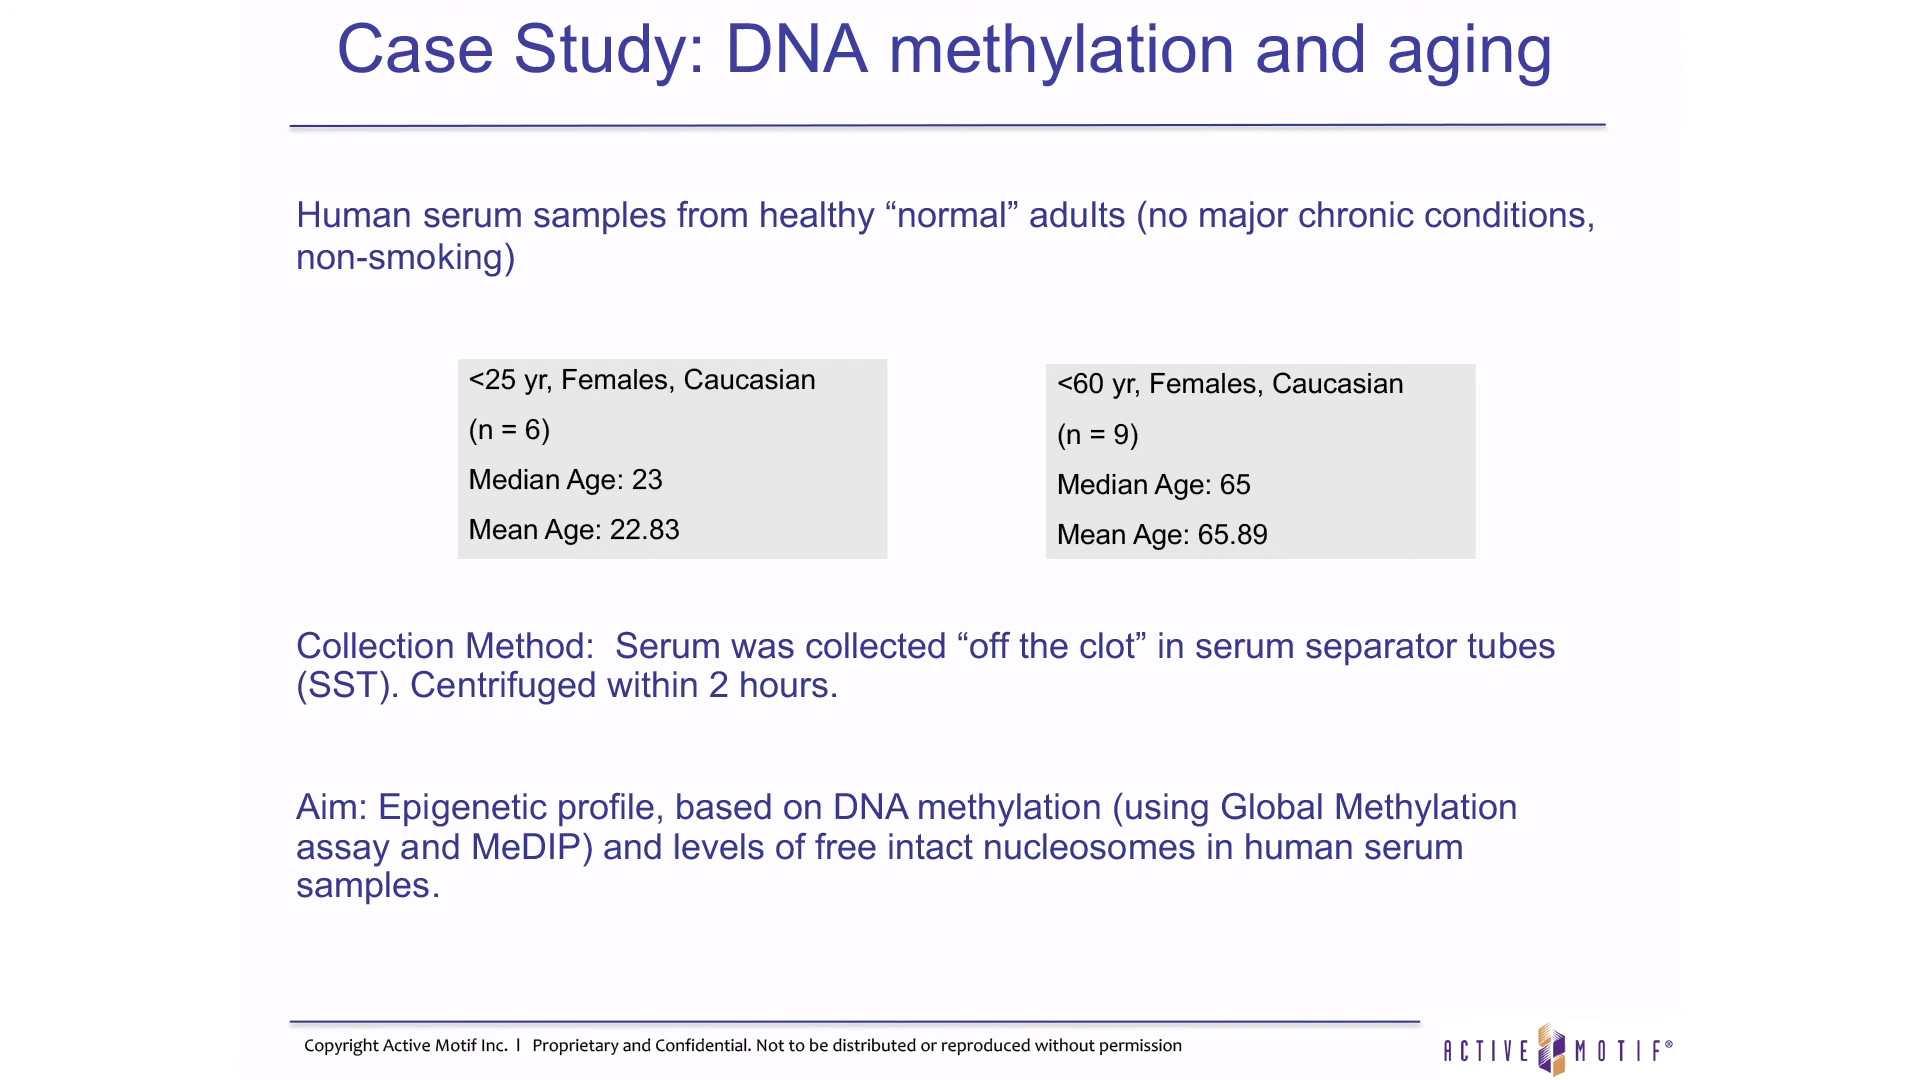 Case Study: DNA methylation and aging
Human serum samples from healthy “normal” adults (no major chronic conditions,
non-smoking)
<25 yr, Females, Caucasian
(n = 6)
Median Age: 23
Mean Age: 22.83
<60 yr, Females, Caucasian
(n = 9)
Median Age: 65
Mean Age: 65.89
Collection Method:  Serum was collected “off the clot” in serum separator tubes
(SST). Centrifuged within 2 hours.
Aim: Epigenetic profile, based on DNA methylation (using Global Methylation
assay and MeDIP) and levels of free intact nucleosomes in human serum
samples.
Copyright Active Motif Inc. l Proprietary and Confidential. Not to be distributed or reproduced without permission
ACTIVE MOTIF®